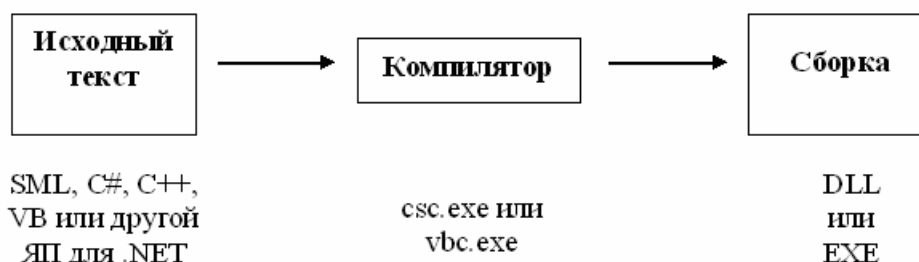 Исходный
текст
Компилятор
Сборка
SML, C#, C++,
VB или другой
ЯП для .NET
csc.exe или
vbc.exe
DLL
или
EXE